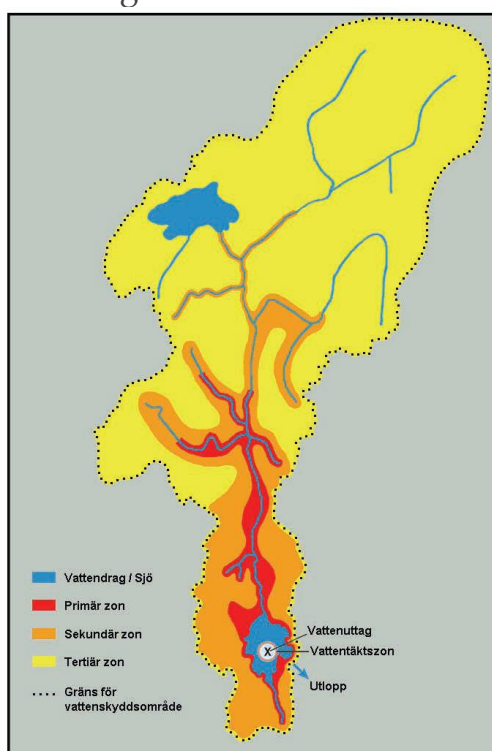 Vattendrag / Sjö
Primär zon
Sekundär zon
Tertiär zon
Gräns för
vattenskyddsområde
Vattenuttag
X
Vattentäktszon
Utlopp